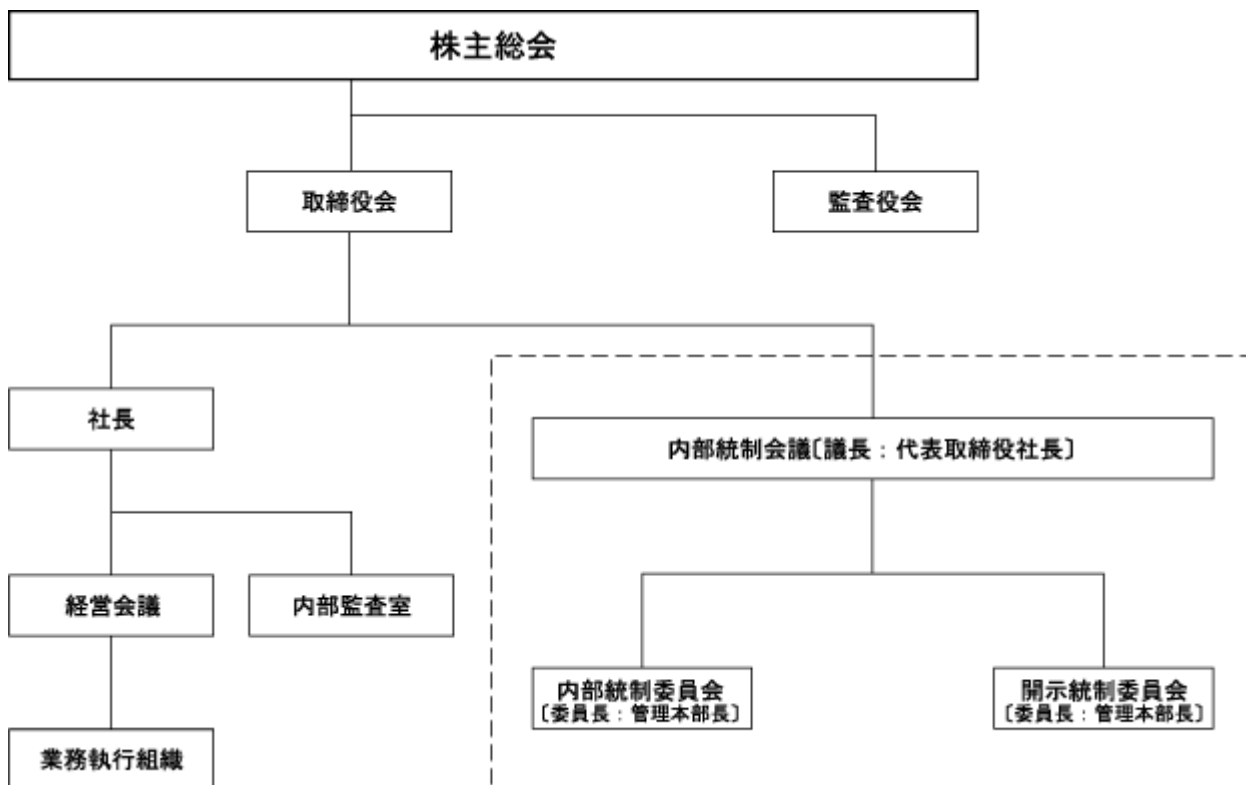 株主総会
取締役会
監査役会
社長
内部統制会議〔議長：代表取締役社長〕
経営会議
内部監査室
内部統制委員会
〔委員長：管理本部長〕
開示統制委員会
〔委員長：管理本部長〕
業務執行組織